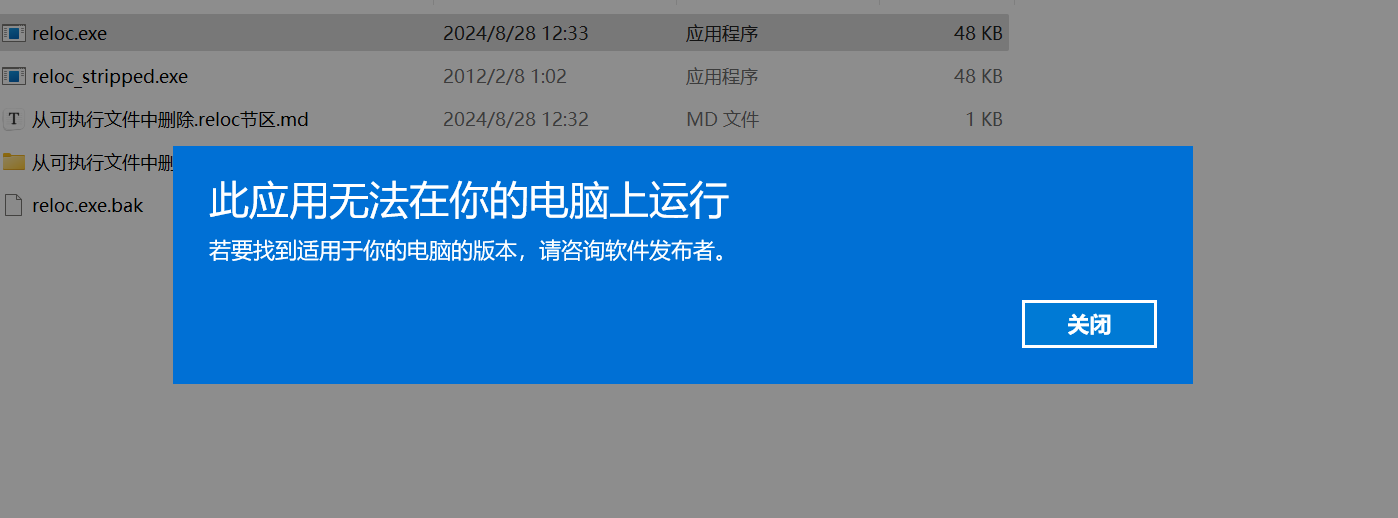 reloc.exe 2024/8/28 12:33 应用程序 48 KB
reloc_stripped.exe 2012/2/8 1:02 应用程序 48 KB
T 从可执行文件中删除.reloc节区.md 2024/8/28 12:32 MD 文件 1 KB
从可执行文件中删
reloc.exe.bak
此应用无法在你的电脑上运行
若要找到适用于你的电脑的版本，请咨询软件发布者。
关闭